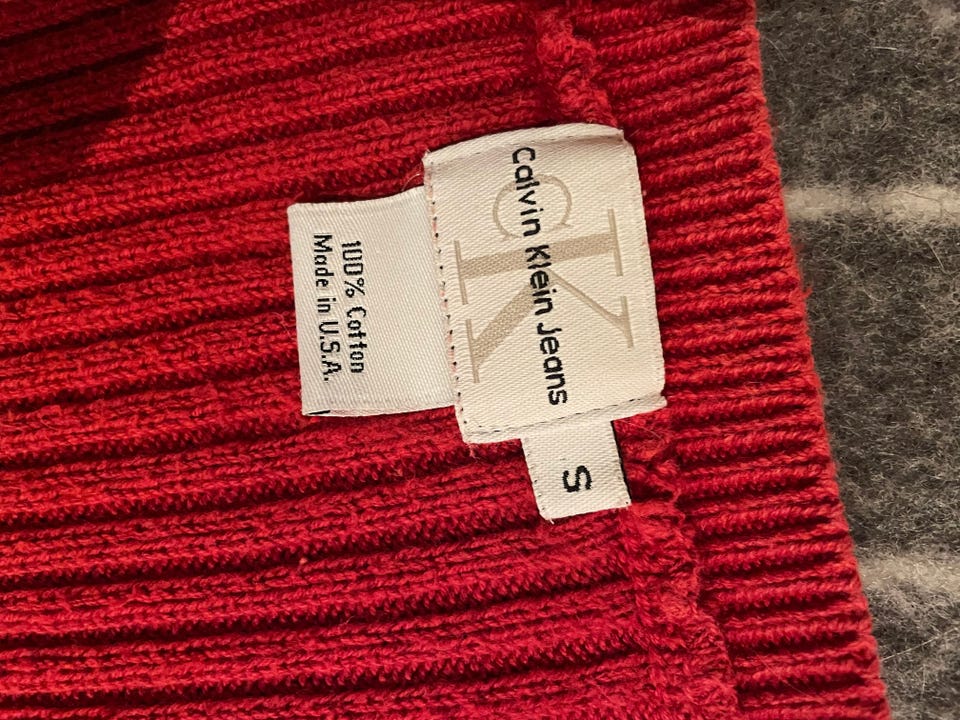 CK
Calvin Klein Jeans
S
100% Cotton
Made in U.S.A.